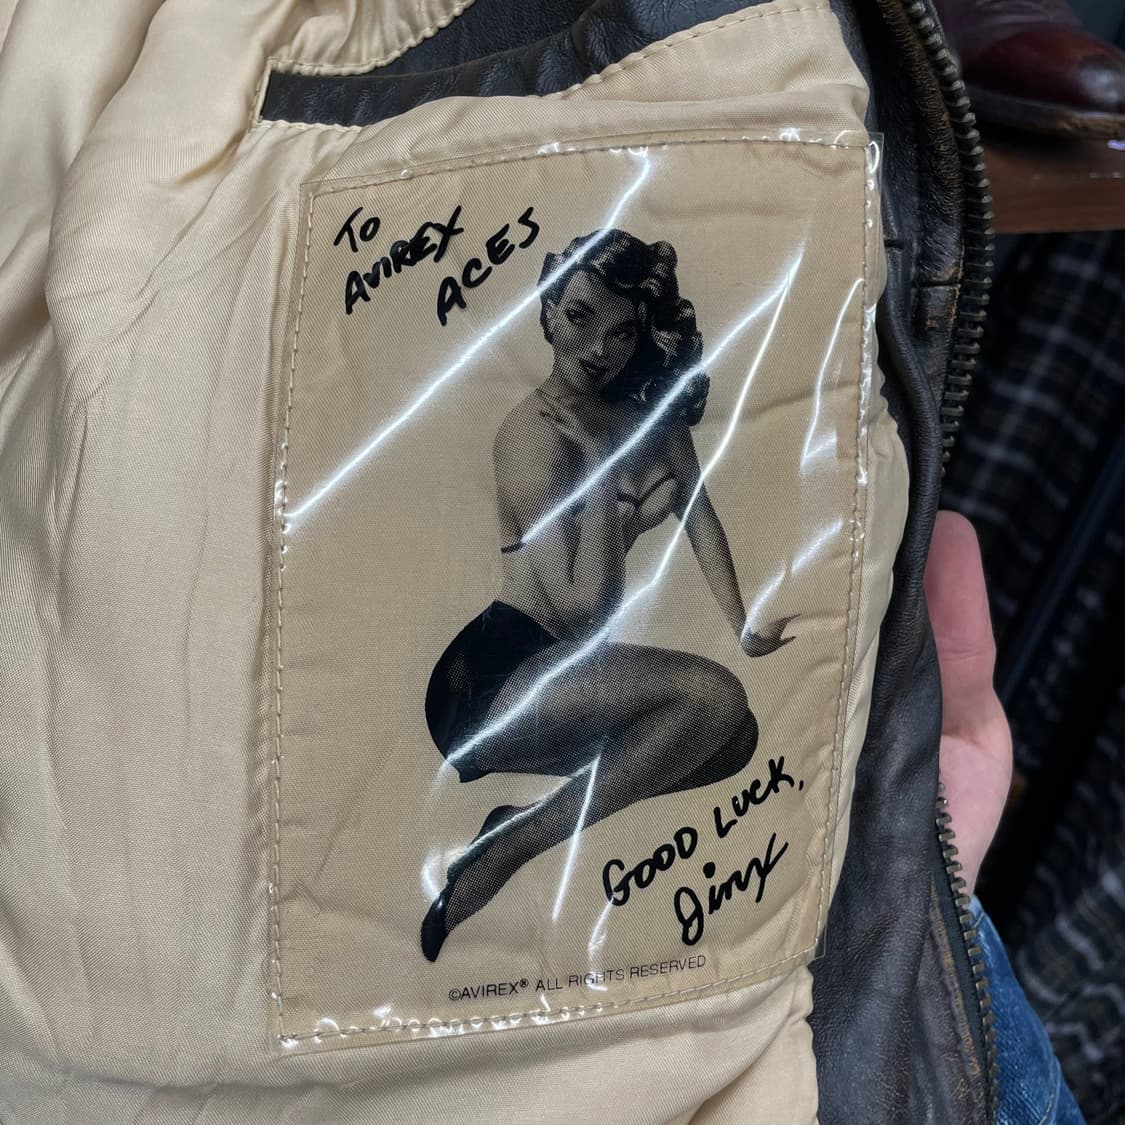 TO
AVIREX
ACES
GOOD LUCK,
Jinx
©AVIREX® ALL RIGHTS RESERVED